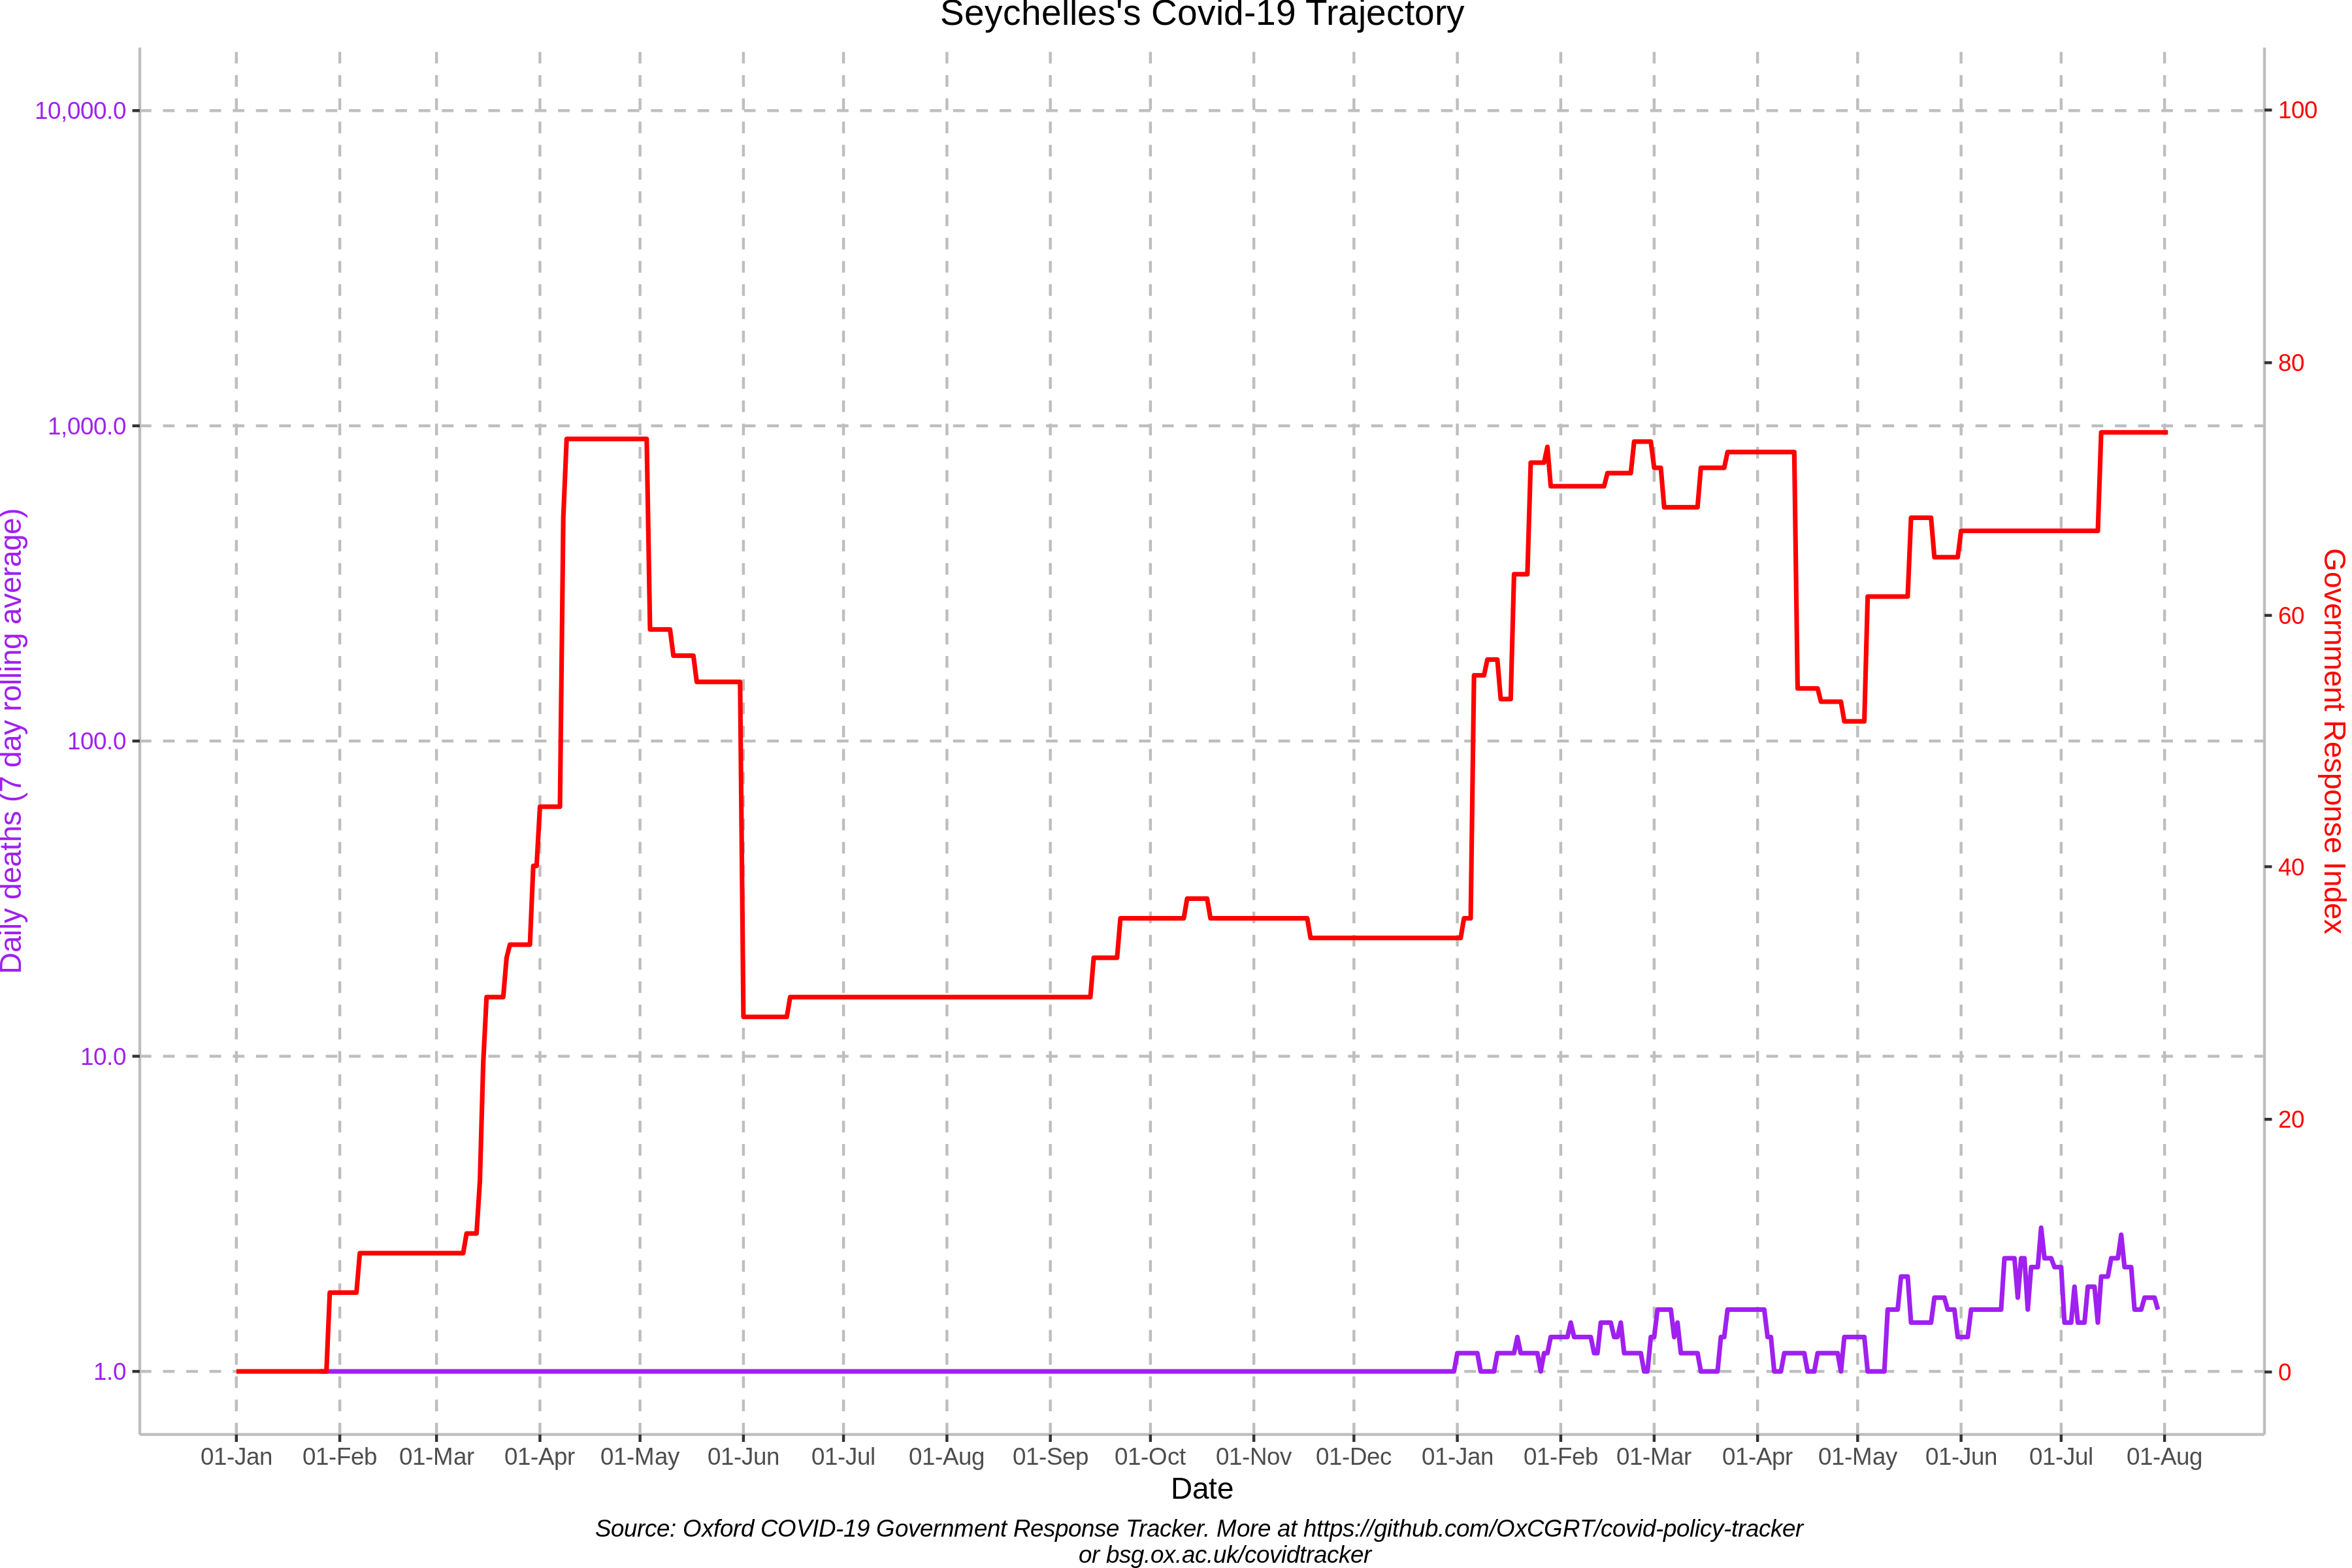 Seychelles's Covid-19 Trajectory
10,000.0
1,000.0
100.0
10.0
1.0
Daily deaths (7 day rolling average)
100
80
60
40
20
0
Government Response Index
01-Jan 01-Feb 01-Mar 01-Apr 01-May 01-Jun 01-Jul 01-Aug 01-Sep 01-Oct 01-Nov 01-Dec 01-Jan 01-Feb 01-Mar 01-Apr 01-May 01-Jun 01-Jul 01-Aug
Date
Source: Oxford COVID-19 Government Response Tracker. More at https://github.com/OxCGRT/covid-policy-tracker
or bsg.ox.ac.uk/covidtracker